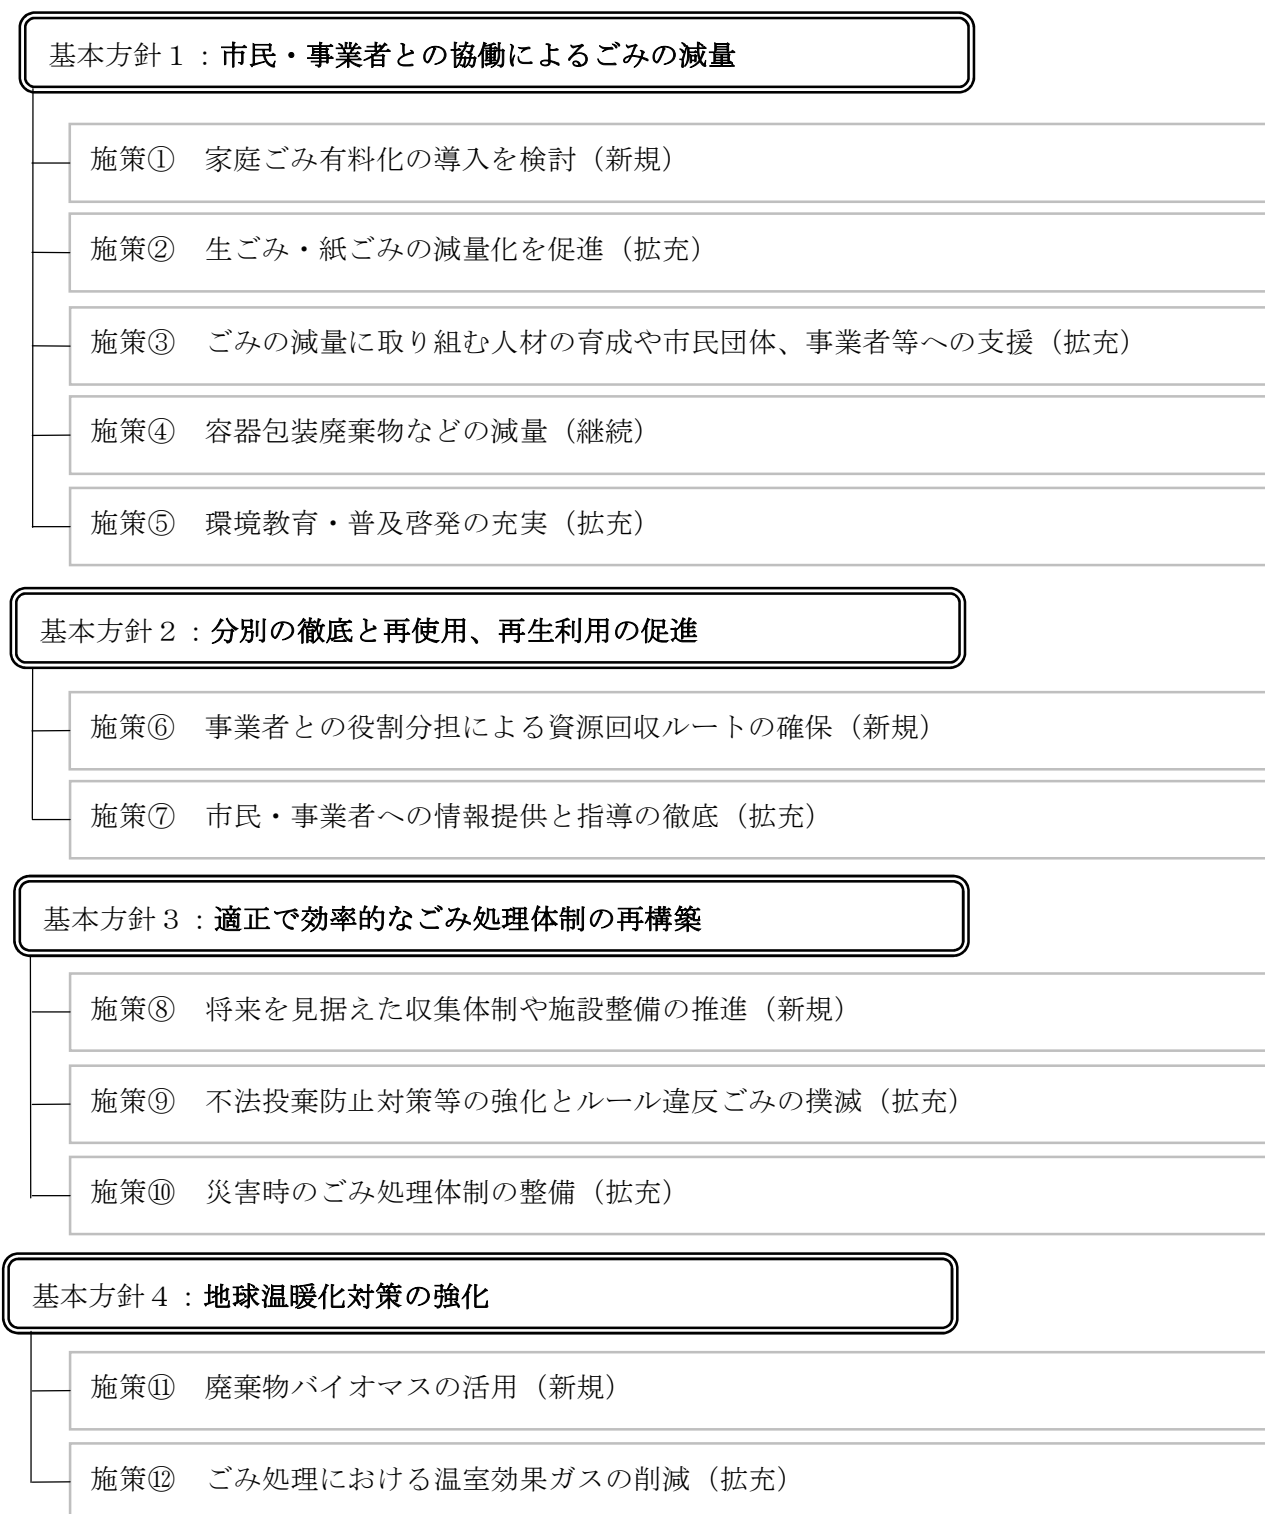 基本方針１：市民・事業者との協働によるごみの減量
施策①　家庭ごみ有料化の導入を検討（新規）
施策②　生ごみ・紙ごみの減量化を促進（拡充）
施策③　ごみの減量に取り組む人材の育成や市民団体、事業者等への支援（拡充）
施策④　容器包装廃棄物などの減量（継続）
施策⑤　環境教育・普及啓発の充実（拡充）
基本方針２：分別の徹底と再使用、再生利用の促進
施策⑥　事業者との役割分担による資源回収ルートの確保（新規）
施策⑦　市民・事業者への情報提供と指導の徹底（拡充）
基本方針３：適正で効率的なごみ処理体制の再構築
施策⑧　将来を見据えた収集体制や施設整備の推進（新規）
施策⑨　不法投棄防止対策等の強化とルール違反ごみの撲滅（拡充）
施策⑩　災害時のごみ処理体制の整備（拡充）
基本方針４：地球温暖化対策の強化
施策⑪　廃棄物バイオマスの活用（新規）
施策⑫　ごみ処理における温室効果ガスの削減（拡充）